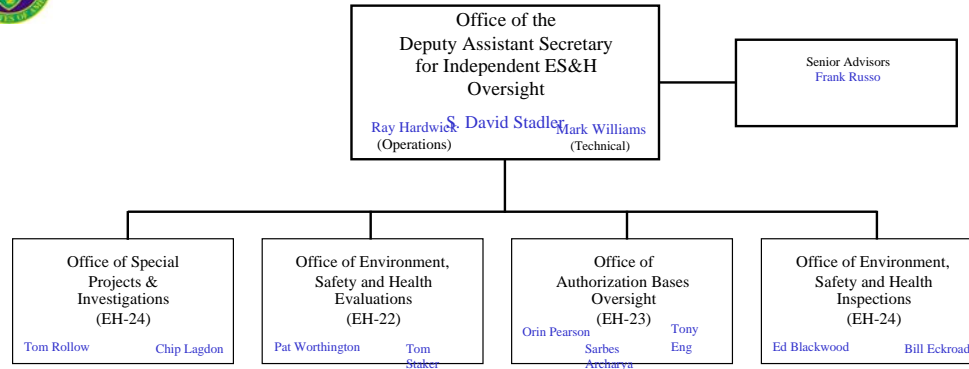 Office of the
Deputy Assistant Secretary
for Independent ES&H
Oversight
S. David Stadler
Ray Hardwick
(Operations)
Mark Williams
(Technical)
Senior Advisors
Frank Russo
Office of Special
Projects &
Investigations
(EH-24)
Tom Rollow
Chip Lagdon
Office of Environment,
Safety and Health
Evaluations
(EH-22)
Pat Worthington
Tom
Staker
Office of
Authorization Bases
Oversight
(EH-23)
Orin Pearson
Sarbes
Archarya
Tony
Eng
Office of Environment,
Safety and Health
Inspections
(EH-24)
Ed Blackwood
Bill Eckroad